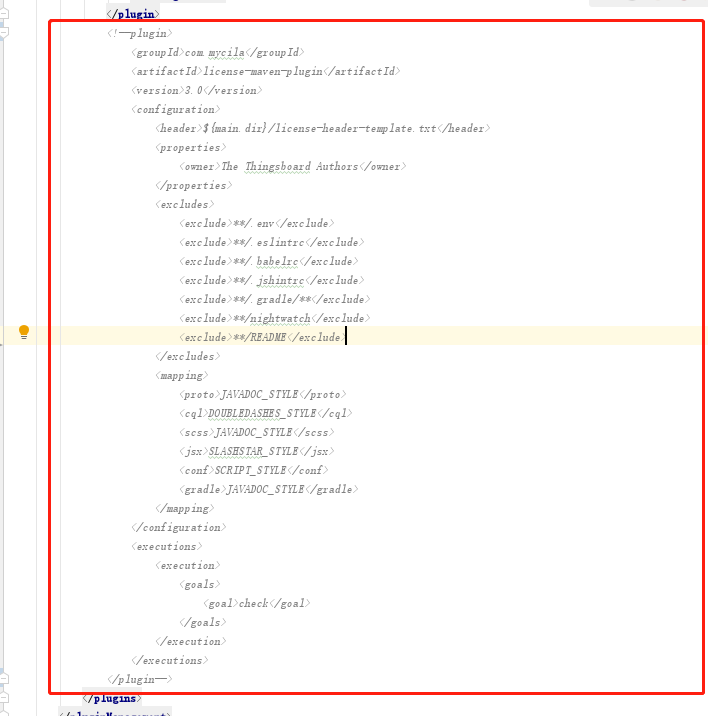 </plugin>
<!--plugin>
<groupId>com.mycila</groupId>
<artifactId>license-maven-plugin</artifactId>
<version>3.0</version>
<configuration>
<header>${main.dir}/license-header-template.txt</header>
<properties>
<owner>The Thingsboard Authors</owner>
</properties>
<excludes>
<exclude>**/.env</exclude>
<exclude>**/.eslintrc</exclude>
<exclude>**/.babelrc</exclude>
<exclude>**/.jshintrc</exclude>
<exclude>**/.gradle/**</exclude>
<exclude>**/nightwatch</exclude>
<exclude>**/README</exclude>
</excludes>
<mapping>
<proto>JAVADOC_STYLE</proto>
<cql>DOUBLEDASHES_STYLE</cql>
<scss>JAVADOC_STYLE</scss>
<jsx>SLASHSTAR_STYLE</jsx>
<conf>SCRIPT_STYLE</conf>
<gradle>JAVADOC_STYLE</gradle>
</mapping>
</configuration>
<executions>
<execution>
<goals>
<goal>check</goal>
</goals>
</execution>
</executions>
</plugin-->
</plugins>
</pluginManagement>